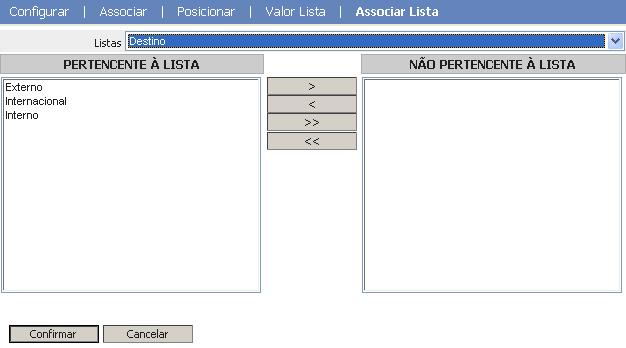 Configurar | Associar | Posicionar | Valor Lista | Associar Lista
Listas Destino
PERTENCENTE À LISTA NÃO PERTENCENTE À LISTA
Externo
Internacional
Interno
>
<
>>
<<
Confirmar Cancelar